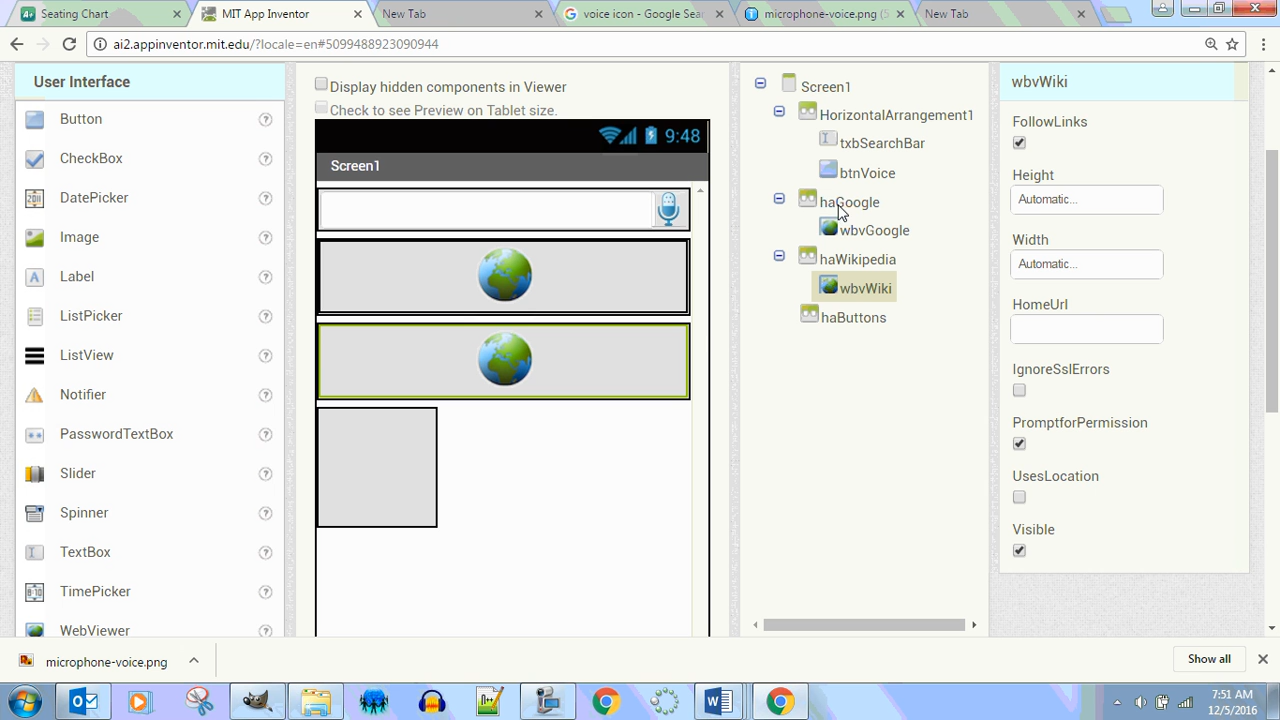 Seating Chart
MIT App Inventor
New Tab
voice icon - Google Sea
microphone-voice.png (5
New Tab
ai2.appinventor.mit.edu/?locale=en#5099488923090944
User Interface
Button
CheckBox
DatePicker
Image
Label
ListPicker
ListView
Notifier
PasswordTextBox
Slider
Spinner
TextBox
TimePicker
WebViewer
Display hidden components in Viewer
Check to see Preview on Tablet size.
9:48
Screen1
Screen1
HorizontalArrangement1
txbSearchBar
btnVoice
haGoogle
wbvGoogle
haWikipedia
wbvWiki
haButtons
wbvWiki
FollowLinks
Height
Automatic...
Width
Automatic...
HomeUrl
IgnoreSslErrors
PromptforPermission
UsesLocation
Visible
microphone-voice.png
Show all
7:51 AM
12/5/2016